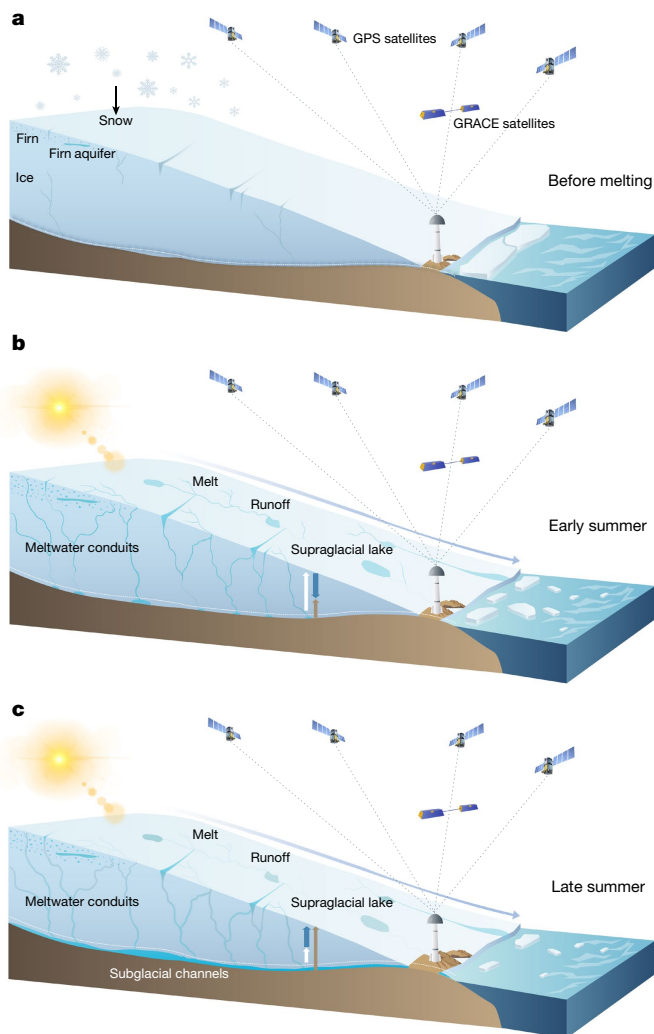 a
GPS satellites
GRACE satellites
Snow
Firn
Firn aquifer
Ice
Before melting
b
Melt
Runoff
Early summer
Meltwater conduits
Supraglacial lake
c
Melt
Runoff
Late summer
Meltwater conduits
Supraglacial lake
Subglacial channels